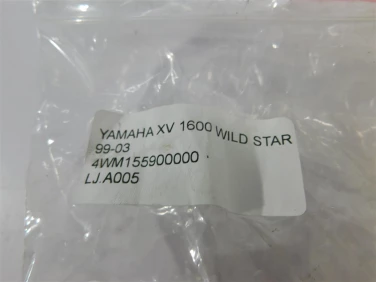 YAMAHA XV 1600 WILD STAR
99-03
4WM155900000
LJ.A005